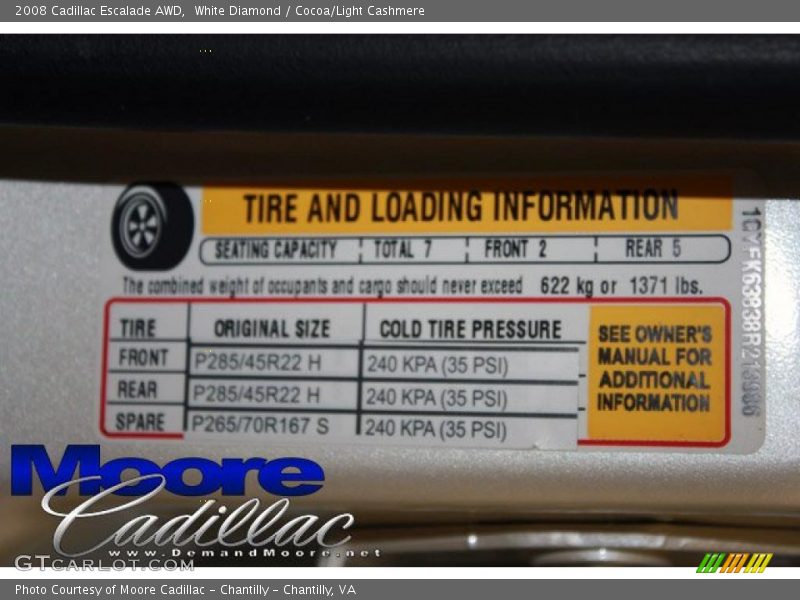 2008 Cadillac Escalade AWD,  White Diamond / Cocoa/Light Cashmere
TIRE AND LOADING INFORMATION
SEATING CAPACITY TOTAL 7 FRONT 2 REAR 5
The combined weight of occupants and cargo should never exceed 622 kg or 1371 lbs.
TIRE ORIGINAL SIZE COLD TIRE PRESSURE
FRONT P285/45R22 H 240 KPA (35 PSI)
REAR P285/45R22 H 240 KPA (35 PSI)
SPARE P265/70R167 S 240 KPA (35 PSI)
SEE OWNER'S
MANUAL FOR
ADDITIONAL
INFORMATION
Moore
Cadillac
www.DemandMoore.net
GTCARLOT.COM
Photo Courtesy of Moore Cadillac - Chantilly - Chantilly, VA